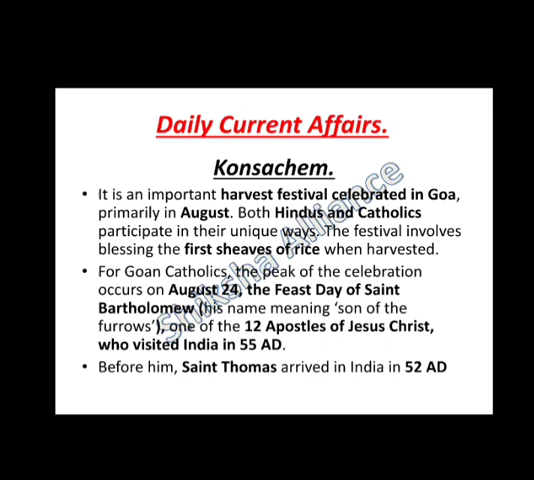 Daily Current Affairs.
Konsachem.
• It is an important harvest festival celebrated in Goa,
primarily in August. Both Hindus and Catholics
participate in their unique ways. The festival involves
blessing the first sheaves of rice when harvested.
• For Goan Catholics, the peak of the celebration
occurs on August 24, the Feast Day of Saint
Bartholomew (his name meaning ‘son of the
furrows’), one of the 12 Apostles of Jesus Christ,
who visited India in 55 AD.
• Before him, Saint Thomas arrived in India in 52 AD
Shiksha Alliance